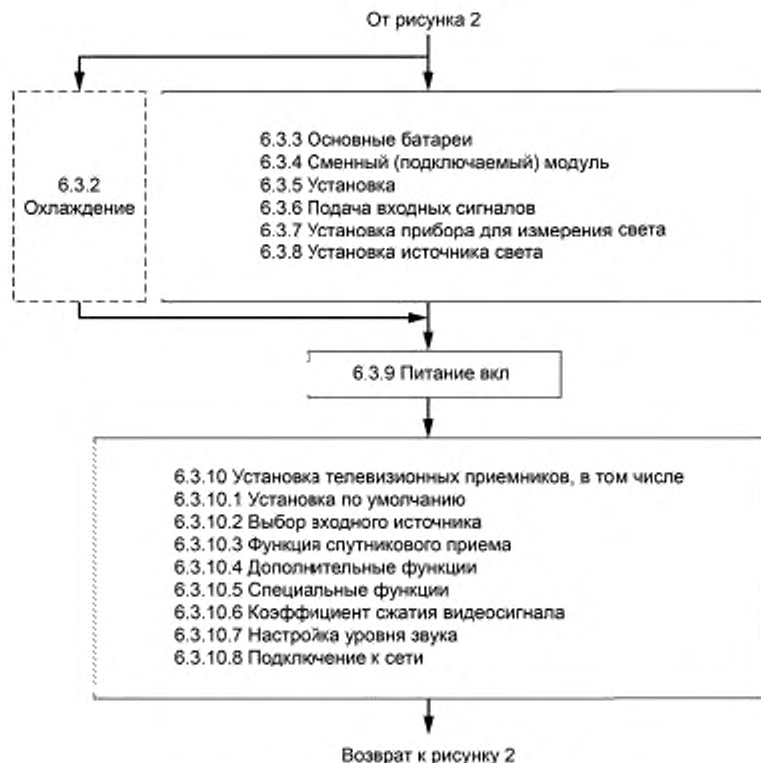 От рисунка 2
6.3.2
Охлаждение
6.3.3 Основные батареи
6.3.4 Сменный (подключаемый) модуль
6.3.5 Установка
6.3.6 Подача входных сигналов
6.3.7 Установка прибора для измерения света
6.3.8 Установка источника света
6.3.9 Питание вкл
6.3.10 Установка телевизионных приемников, в том числе
6.3.10.1 Установка по умолчанию
6.3.10.2 Выбор входного источника
6.3.10.3 Функция спутникового приема
6.3.10.4 Дополнительные функции
6.3.10.5 Специальные функции
6.3.10.6 Коэффициент сжатия видеосигнала
6.3.10.7 Настройка уровня звука
6.3.10.8 Подключение к сети
Возврат к рисунку 2